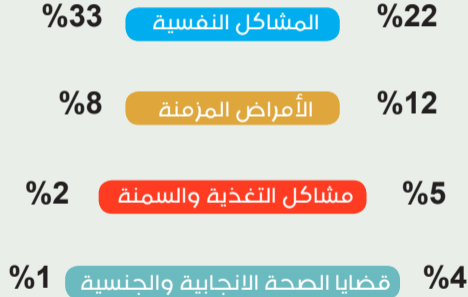 %22 المشاكل النفسية %33
%12 الأمراض المزمنة %8
%5 مشاكل التغذية والسمنة %2
%4 قضايا الصحة الانجابية والجنسية %1